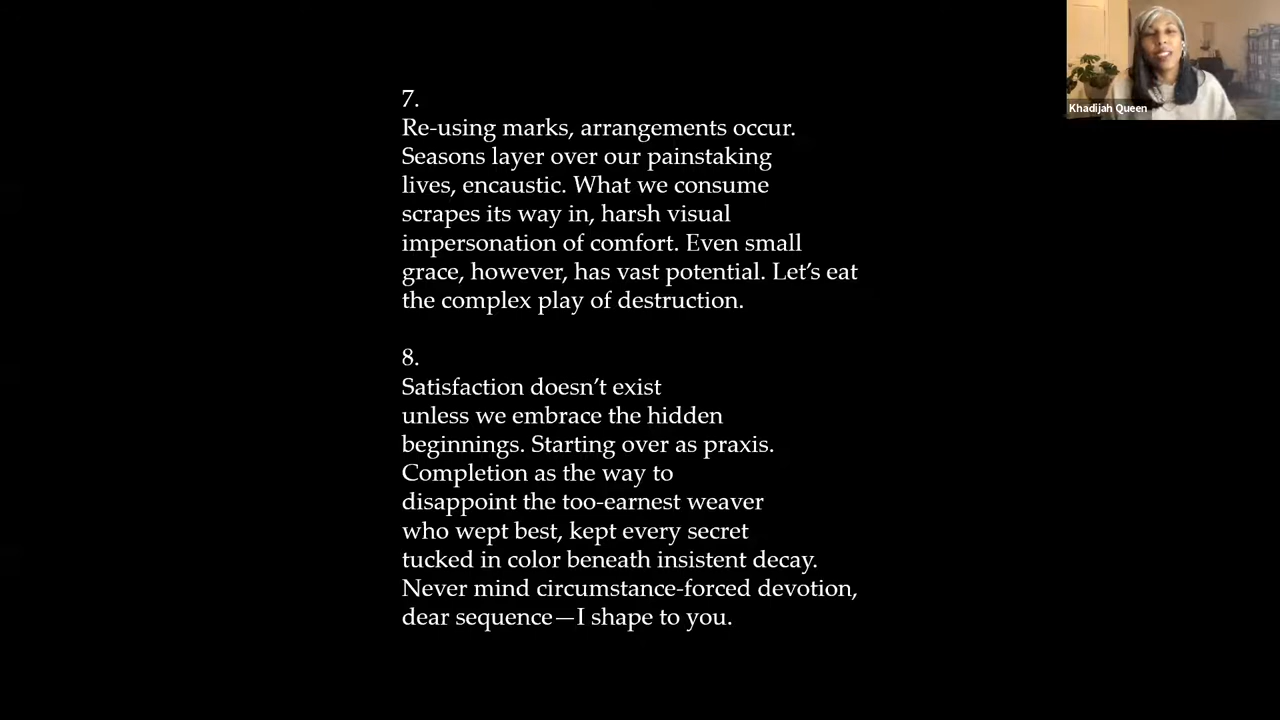 7.
Re-using marks, arrangements occur.
Seasons layer over our painstaking
lives, encaustic. What we consume
scrapes its way in, harsh visual
impersonation of comfort. Even small
grace, however, has vast potential. Let’s eat
the complex play of destruction.
8.
Satisfaction doesn’t exist
unless we embrace the hidden
beginnings. Starting over as praxis.
Completion as the way to
disappoint the too-earnest weaver
who wept best, kept every secret
tucked in color beneath insistent decay.
Never mind circumstance-forced devotion,
dear sequence—I shape to you.
Khadijah Queen